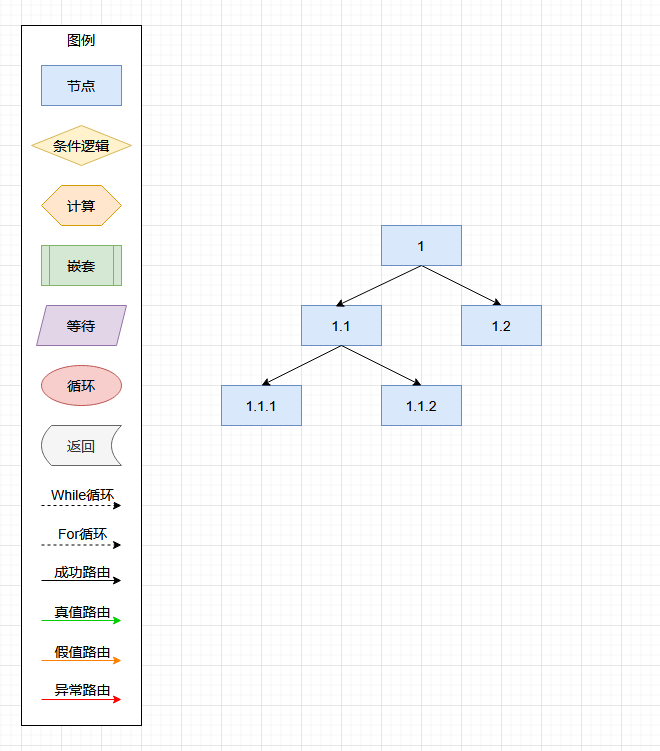 图例
节点
条件逻辑
计算
嵌套
等待
循环
返回
While循环
For循环
成功路由
真值路由
假值路由
异常路由
1
1.1
1.2
1.1.1
1.1.2